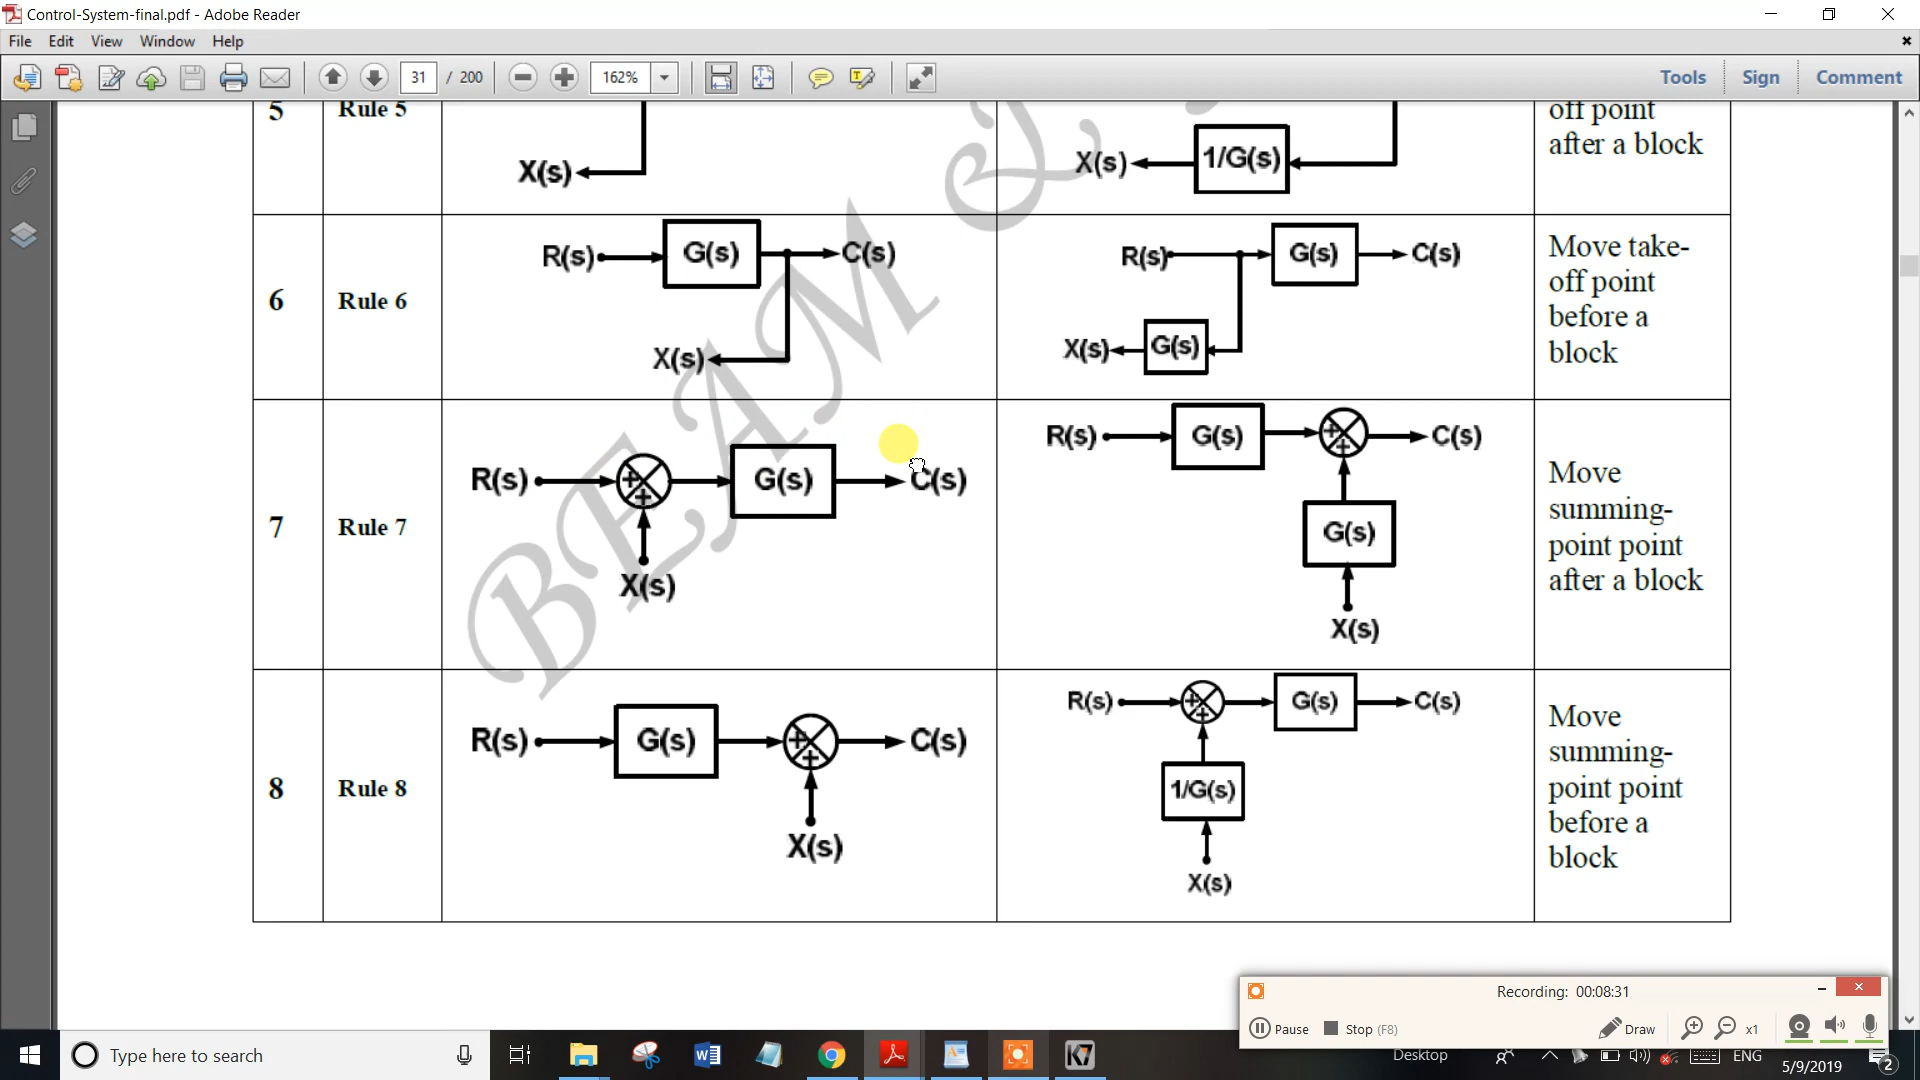 Control-System-final.pdf - Adobe Reader
File Edit View Window Help
31 / 200 162% Tools Sign Comment
5 Rule 5 off point
after a block
X(s) X(s) 1/G(s)
6 Rule 6
R(s) G(s) C(s)
X(s)
R(s) G(s) C(s)
X(s) G(s)
Move take-
off point
before a
block
7 Rule 7
R(s) + + G(s) C(s)
X(s)
R(s) G(s) + + C(s)
G(s)
X(s)
Move
summing-
point point
after a block
8 Rule 8
R(s) G(s) + + C(s)
X(s)
R(s) + + G(s) C(s)
1/G(s)
X(s)
Move
summing-
point point
before a
block
BEAM
Recording: 00:08:31
Pause Stop (F8) Draw x1
Type here to search
Desktop ENG
5/9/2019 2